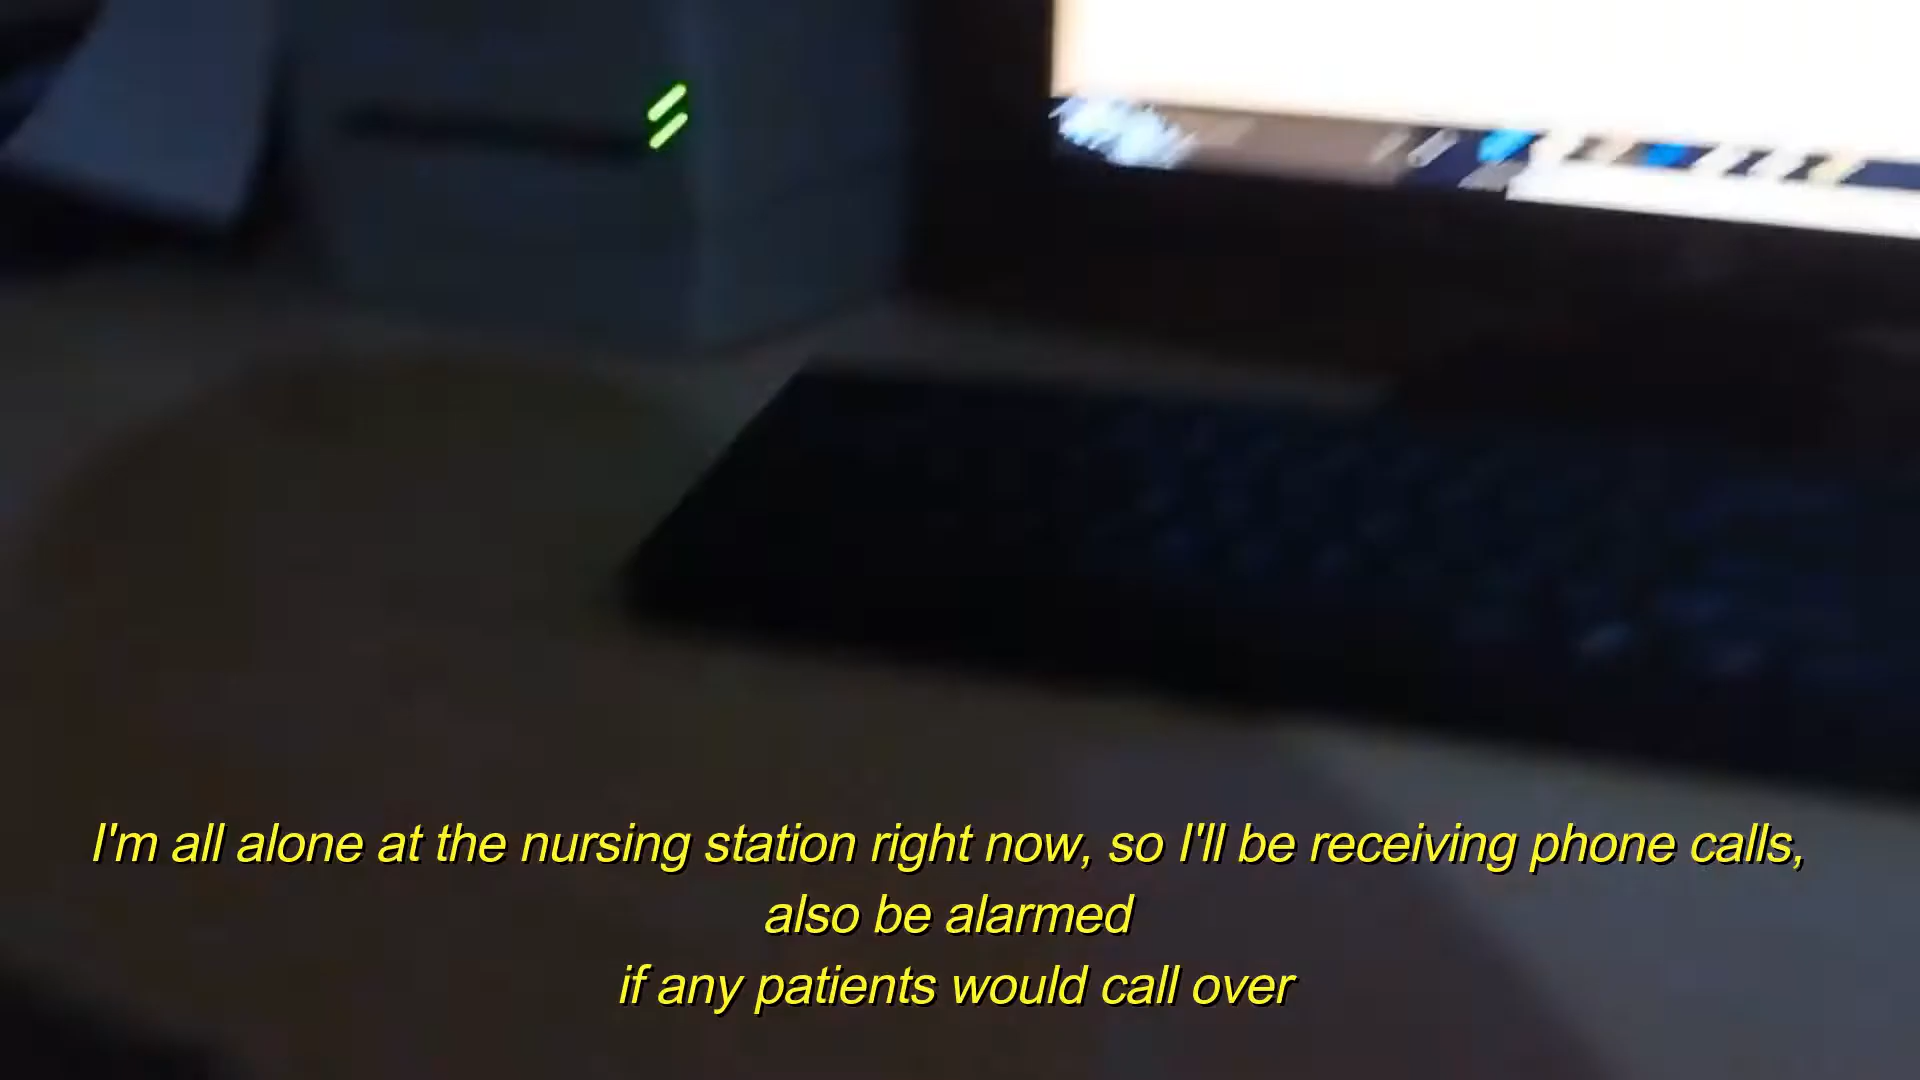 I'm all alone at the nursing station right now, so I'll be receiving phone calls,
also be alarmed
if any patients would call over